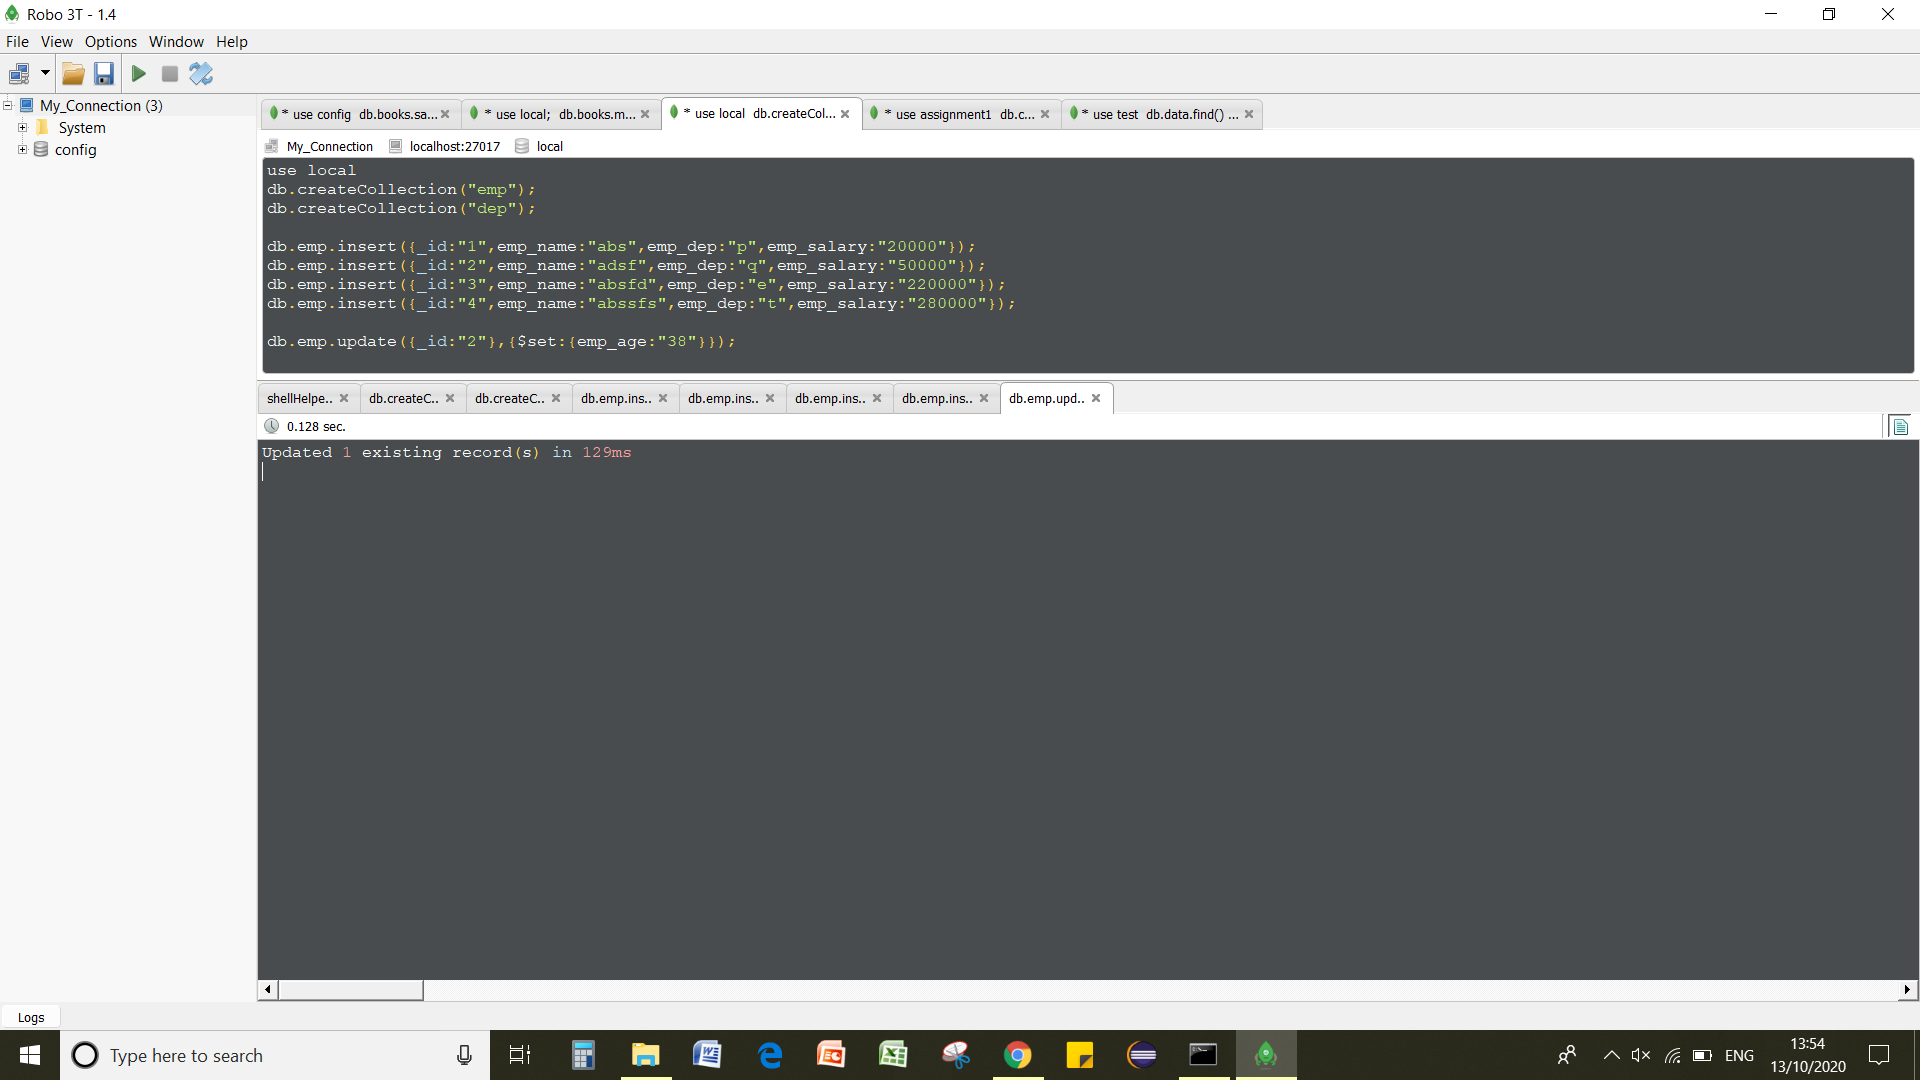 Robo 3T - 1.4
File View Options Window Help
My_Connection (3)
System
config
* use config db.books.sa...
* use local; db.books.m...
* use local db.createCol...
* use assignment1 db.c...
* use test db.data.find() ...
My_Connection localhost:27017 local
use local
db.createCollection("emp");
db.createCollection("dep");
db.emp.insert({_id:"1",emp_name:"abs",emp_dep:"p",emp_salary:"20000"});
db.emp.insert({_id:"2",emp_name:"adsf",emp_dep:"q",emp_salary:"50000"});
db.emp.insert({_id:"3",emp_name:"absfd",emp_dep:"e",emp_salary:"220000"});
db.emp.insert({_id:"4",emp_name:"abssfs",emp_dep:"t",emp_salary:"280000"});
db.emp.update({_id:"2"},{$set:{emp_age:"38"}});
shellHelpe.. db.createC.. db.createC.. db.emp.ins.. db.emp.ins.. db.emp.ins.. db.emp.ins.. db.emp.upd..
0.128 sec.
Updated 1 existing record(s) in 129ms
Logs
Type here to search
ENG
13:54
13/10/2020